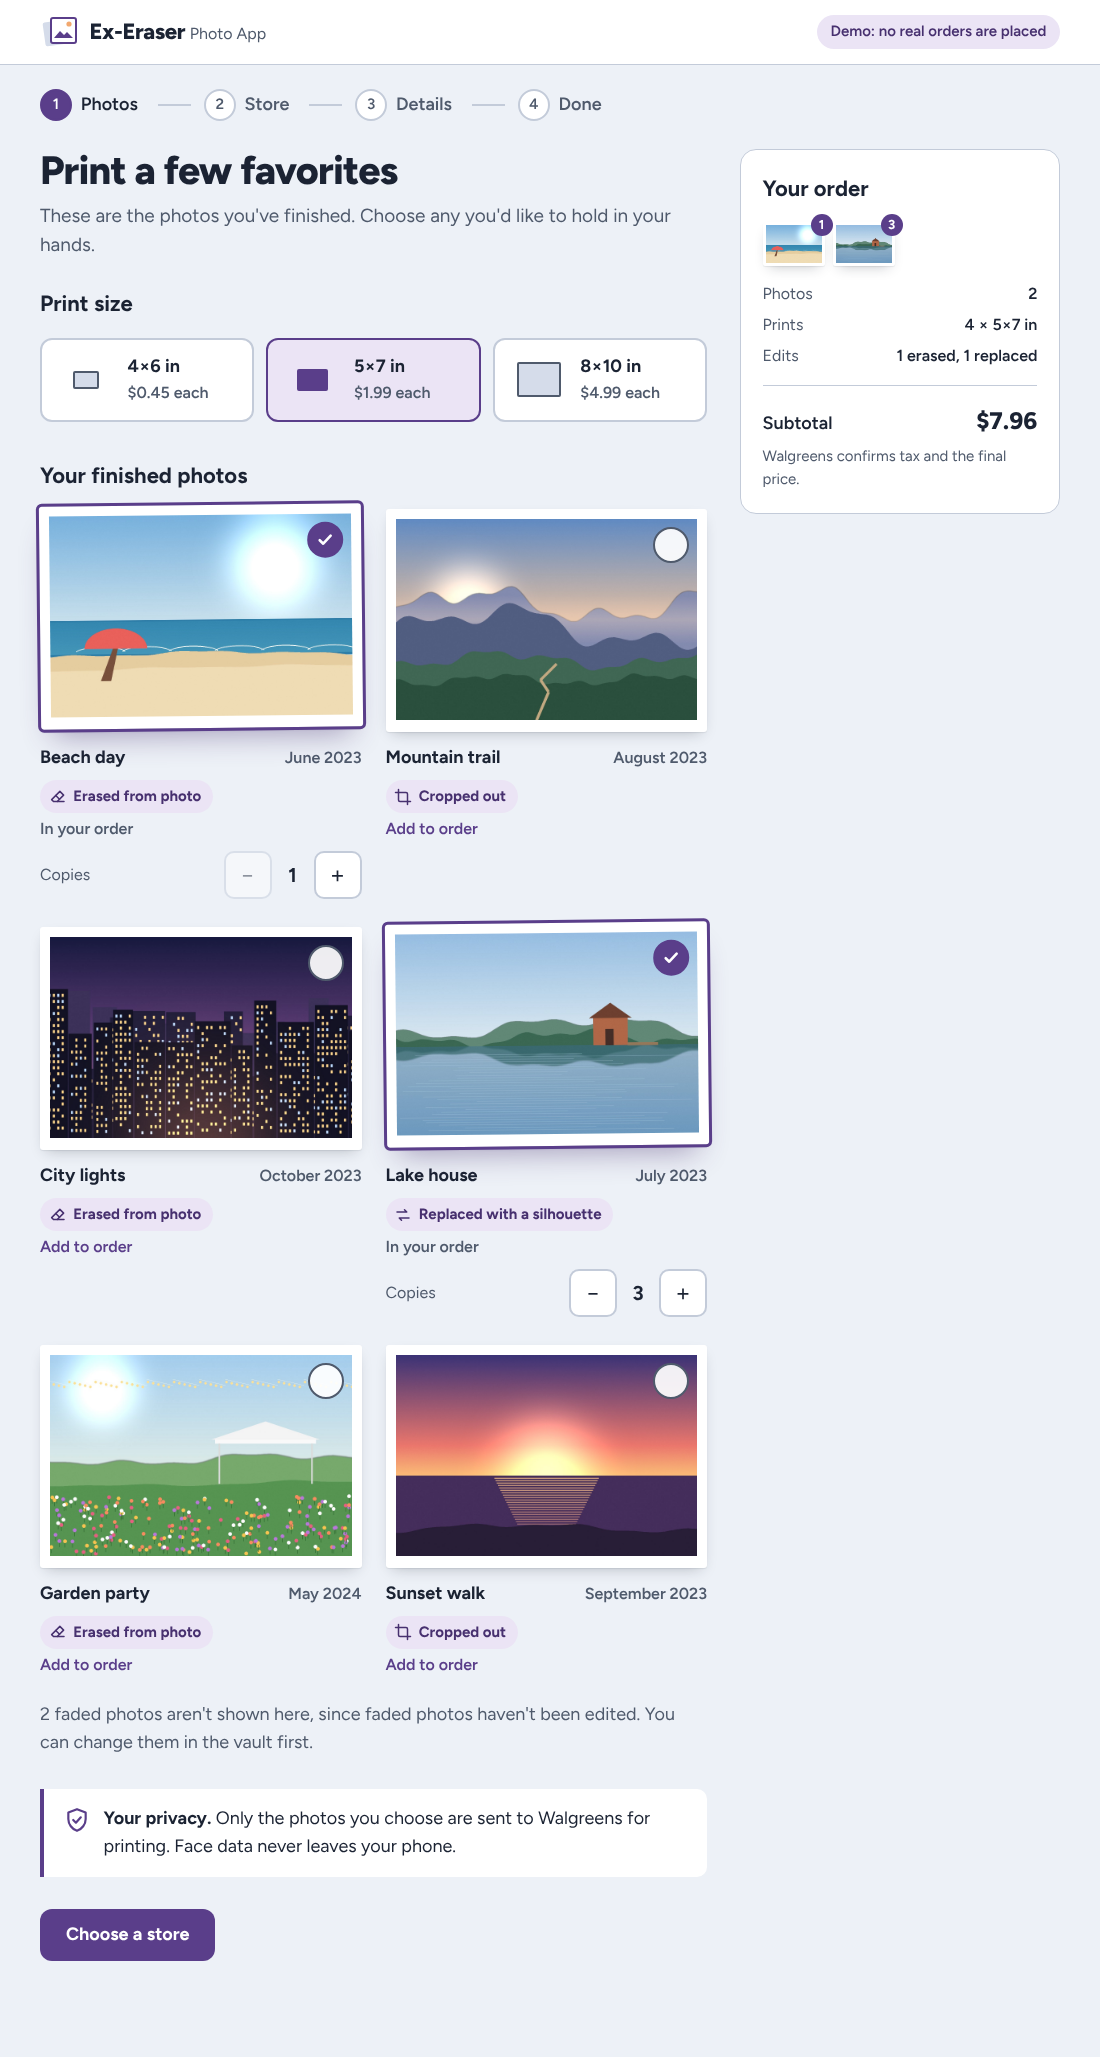 Ex-Eraser Photo App
Demo: no real orders are placed
1 Photos
2 Store
3 Details
4 Done
Print a few favorites
These are the photos you've finished. Choose any you'd like to hold in your
hands.
Print size
4×6 in
$0.45 each
5×7 in
$1.99 each
8×10 in
$4.99 each
Your finished photos
Beach day June 2023
Erased from photo
In your order
Copies − 1 +
Mountain trail August 2023
Cropped out
Add to order
City lights October 2023
Erased from photo
Add to order
Lake house July 2023
Replaced with a silhouette
In your order
Copies − 3 +
Garden party May 2024
Erased from photo
Add to order
Sunset walk September 2023
Cropped out
Add to order
2 faded photos aren't shown here, since faded photos haven't been edited. You
can change them in the vault first.
Your privacy. Only the photos you choose are sent to Walgreens for
printing. Face data never leaves your phone.
Choose a store
Your order
1 3
Photos 2
Prints 4 × 5×7 in
Edits 1 erased, 1 replaced
Subtotal $7.96
Walgreens confirms tax and the final
price.